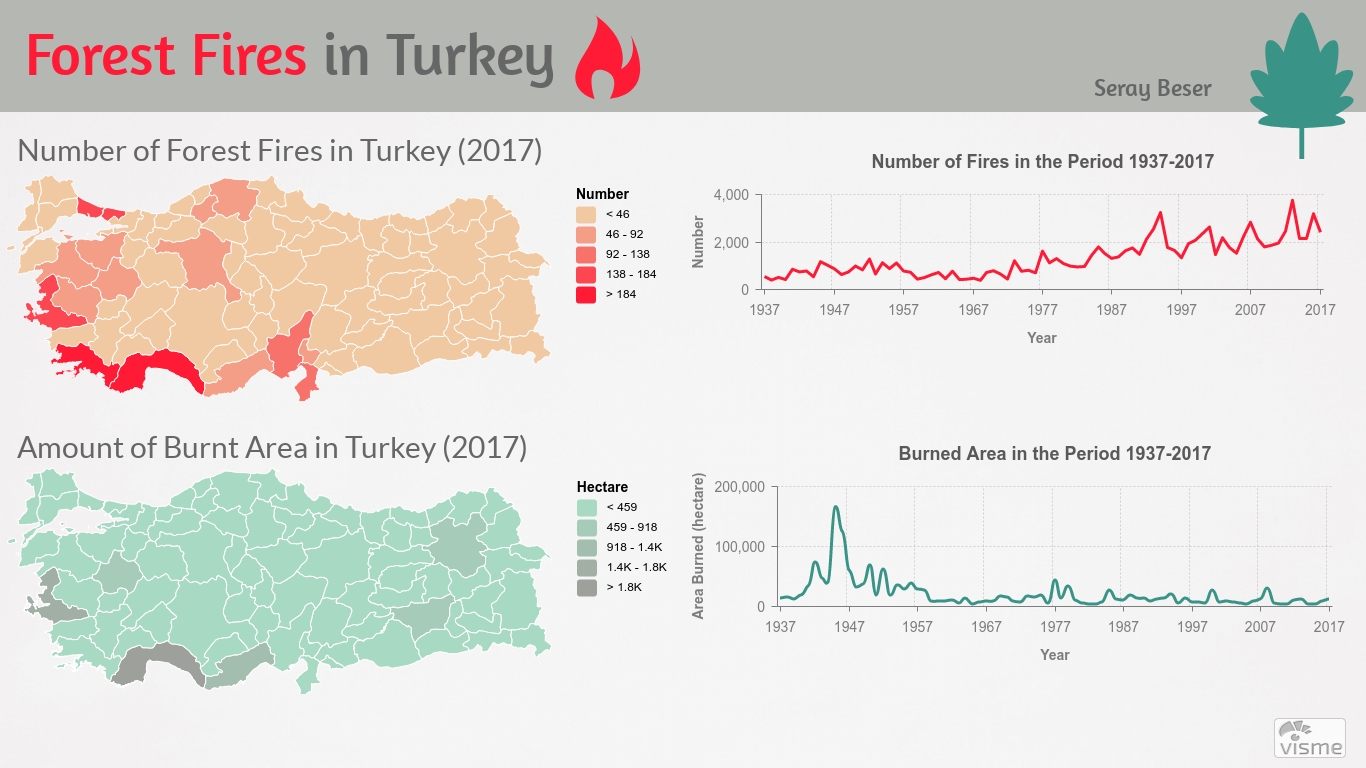 Forest Fires in Turkey
Seray Beser
Number of Forest Fires in Turkey (2017)
Number
< 46
46 - 92
92 - 138
138 - 184
> 184
Number of Fires in the Period 1937-2017
Number
4,000
2,000
0
1937 1947 1957 1967 1977 1987 1997 2007 2017
Year
Amount of Burnt Area in Turkey (2017)
Hectare
< 459
459 - 918
918 - 1.4K
1.4K - 1.8K
> 1.8K
Burned Area in the Period 1937-2017
Area Burned (hectare)
200,000
100,000
0
1937 1947 1957 1967 1977 1987 1997 2007 2017
Year
visme